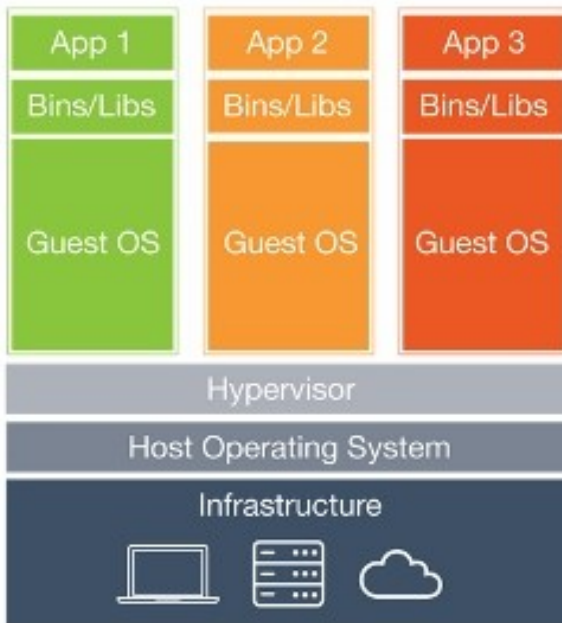 App 1
App 2
App 3
Bins/Libs
Bins/Libs
Bins/Libs
Guest OS
Guest OS
Guest OS
Hypervisor
Host Operating System
Infrastructure